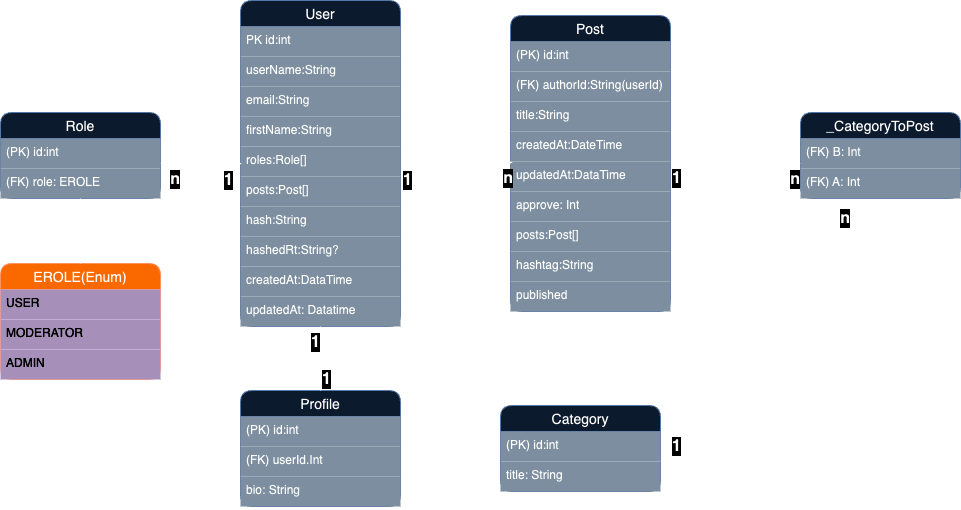 User
PK id:int
userName:String
email:String
firstName:String
roles:Role[]
posts:Post[]
hash:String
hashedRt:String?
createdAt:DataTime
updatedAt: Datatime
Post
(PK) id:int
(FK) authorId:String(userId)
title:String
createdAt:DateTime
updatedAt:DataTime
approve: Int
posts:Post[]
hashtag:String
published
Role
(PK) id:int
(FK) role: EROLE
_CategoryToPost
(FK) B: Int
(FK) A: Int
n
1
1
n
1
n
n
EROLE(Enum)
USER
MODERATOR
ADMIN
1
1
Profile
(PK) id:int
(FK) userId.Int
bio: String
Category
(PK) id:int
title: String
1